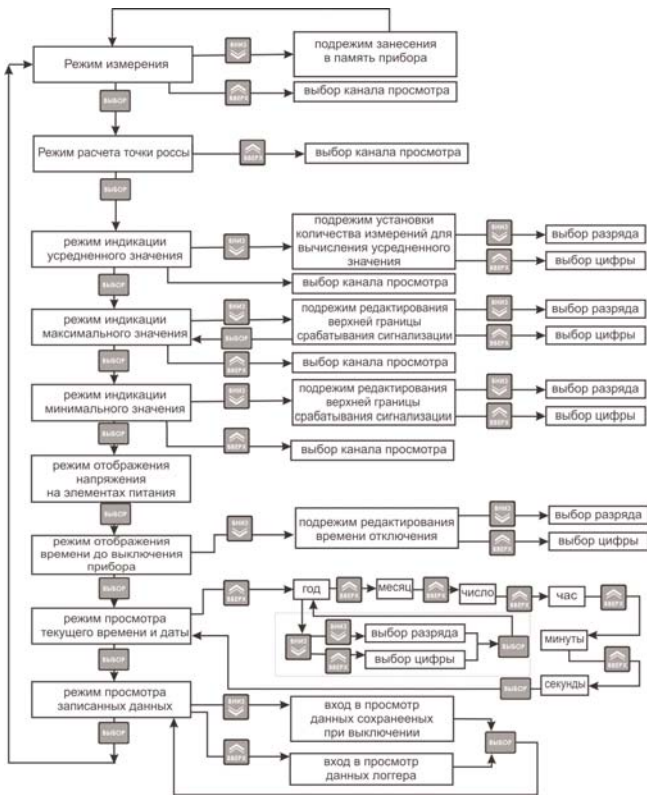 Режим измерения
ВНИЗ
подрежим занесения
в память прибора
ВЫБОР
ВВЕРХ
выбор канала просмотра
Режим расчета точки россы
ВВЕРХ
выбор канала просмотра
ВЫБОР
режим индикации
усредненного значения
ВНИЗ
подрежим установки
количества измерений для
вычисления усредненного
значения
ВНИЗ
выбор разряда
ВВЕРХ
выбор цифры
ВЫБОР
ВВЕРХ
выбор канала просмотра
режим индикации
максимального значения
ВНИЗ
ВЫБОР
подрежим редактирования
верхней границы
срабатывания сигнализации
ВНИЗ
выбор разряда
ВВЕРХ
выбор цифры
ВЫБОР
ВВЕРХ
выбор канала просмотра
режим индикации
минимального значения
ВНИЗ
подрежим редактирования
верхней границы
срабатывания сигнализации
ВНИЗ
выбор разряда
ВВЕРХ
выбор цифры
ВЫБОР
ВВЕРХ
выбор канала просмотра
режим отображения
напряжения
на элементах питания
ВЫБОР
режим отображения
времени до выключения
прибора
ВНИЗ
подрежим редактирования
времени отключения
ВНИЗ
выбор разряда
ВВЕРХ
выбор цифры
ВЫБОР
режим просмотра
текущего времени и даты
ВВЕРХ
год
ВВЕРХ
месяц
ВВЕРХ
число
ВВЕРХ
час
ВВЕРХ
минуты
ВВЕРХ
секунды
ВЫБОР
ВНИЗ
ВНИЗ
выбор разряда
ВВЕРХ
выбор цифры
ВЫБОР
ВЫБОР
режим просмотра
записанных данных
ВНИЗ
вход в просмотр
данных сохранееных
при выключении
ВЫБОР
ВВЕРХ
вход в просмотр
данных логгера
ВЫБОР